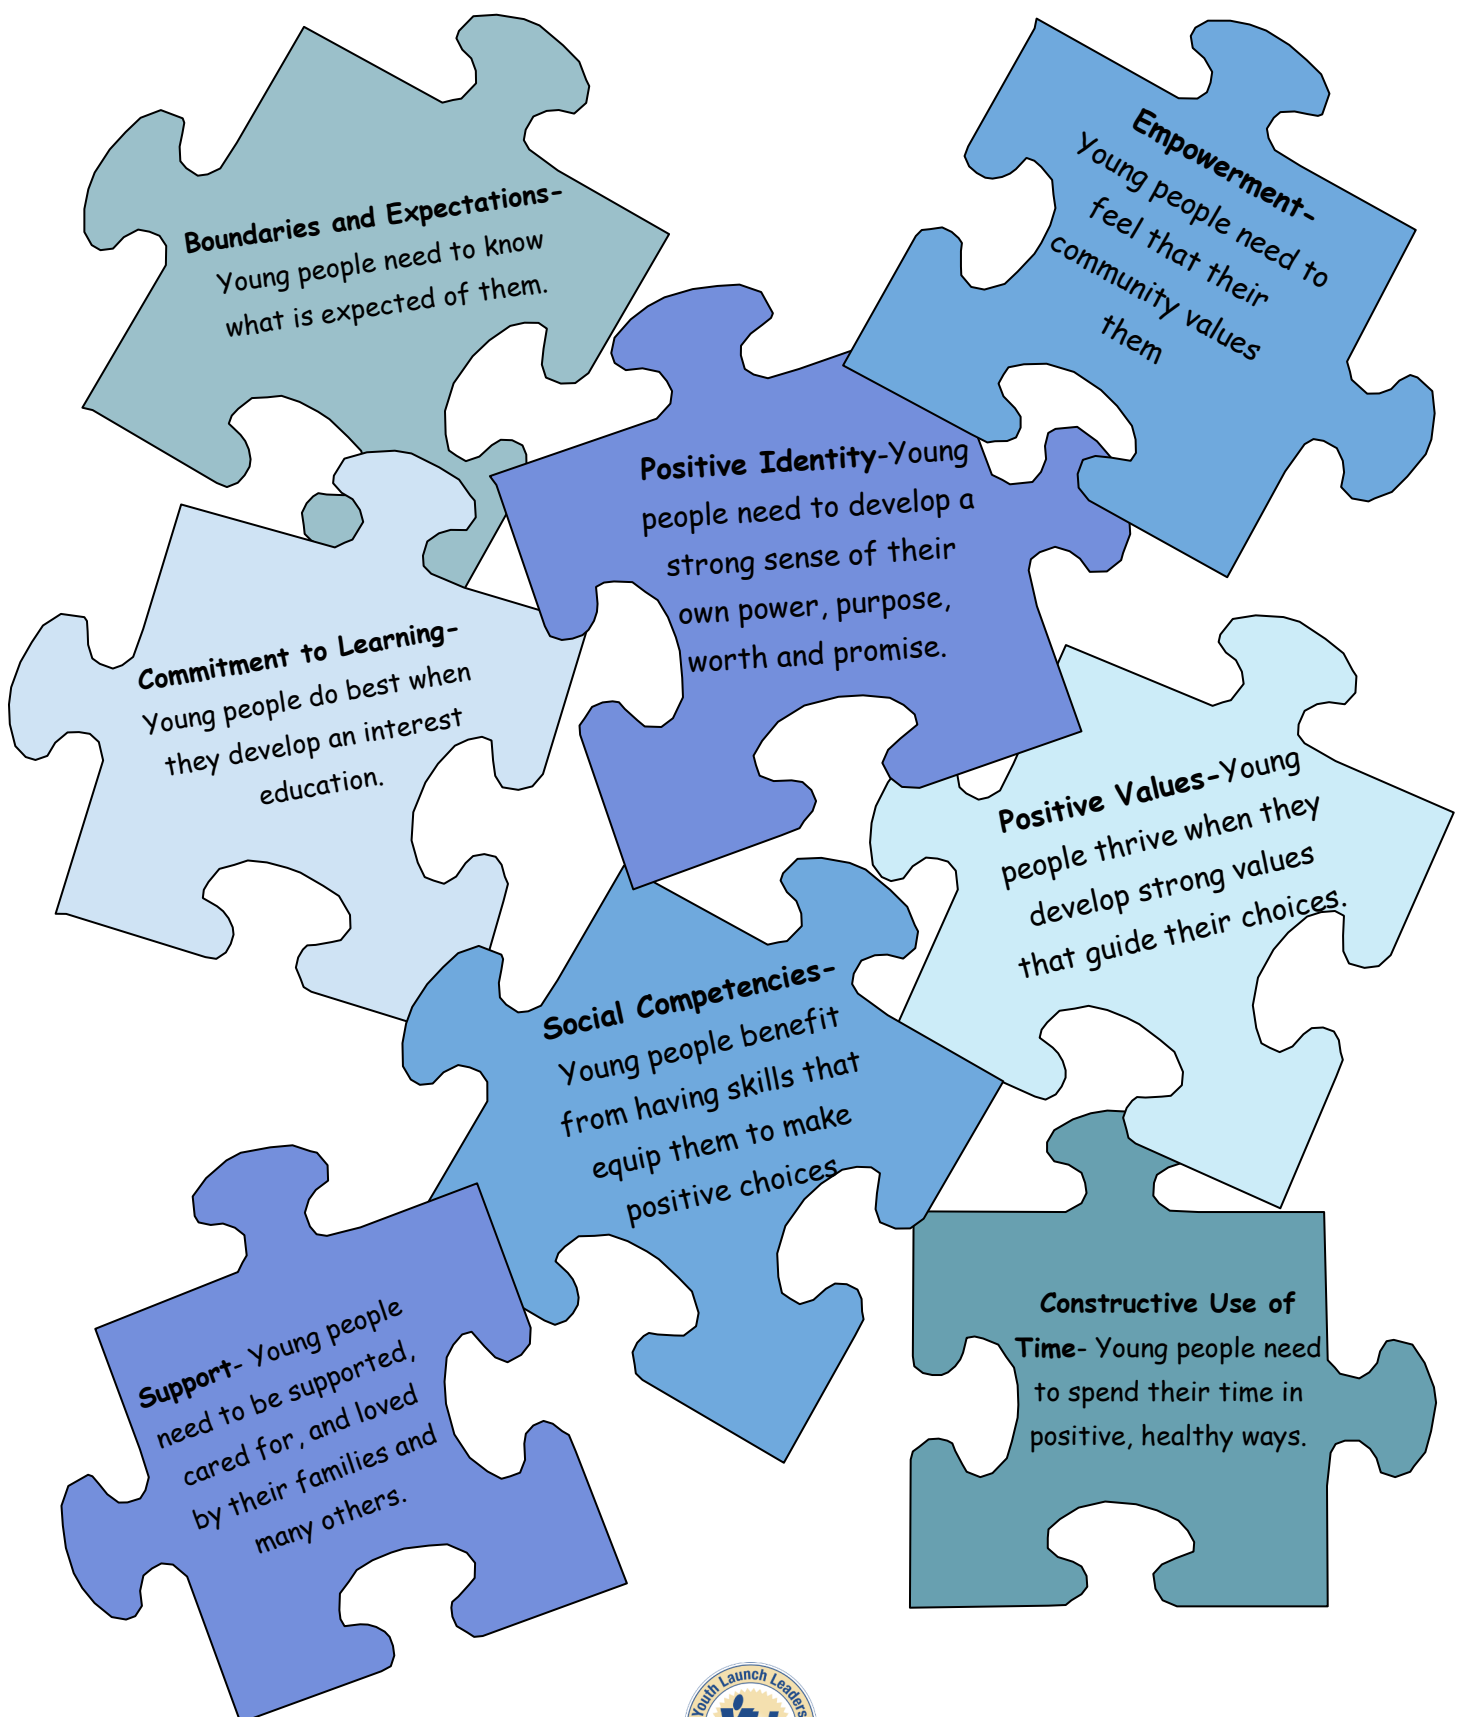 Boundaries and Expectations-
Young people need to know
what is expected of them.
Empowerment-
Young people need to
feel that their
community values
them
Positive Identity-Young
people need to develop a
strong sense of their
own power, purpose,
worth and promise.
Commitment to Learning-
Young people do best when
they develop an interest
education.
Positive Values-Young
people thrive when they
develop strong values
that guide their choices.
Social Competencies-
Young people benefit
from having skills that
equip them to make
positive choices
Support- Young people
need to be supported,
cared for, and loved
by their families and
many others.
Constructive Use of
Time- Young people need
to spend their time in
positive, healthy ways.
Youth Launch Leaders